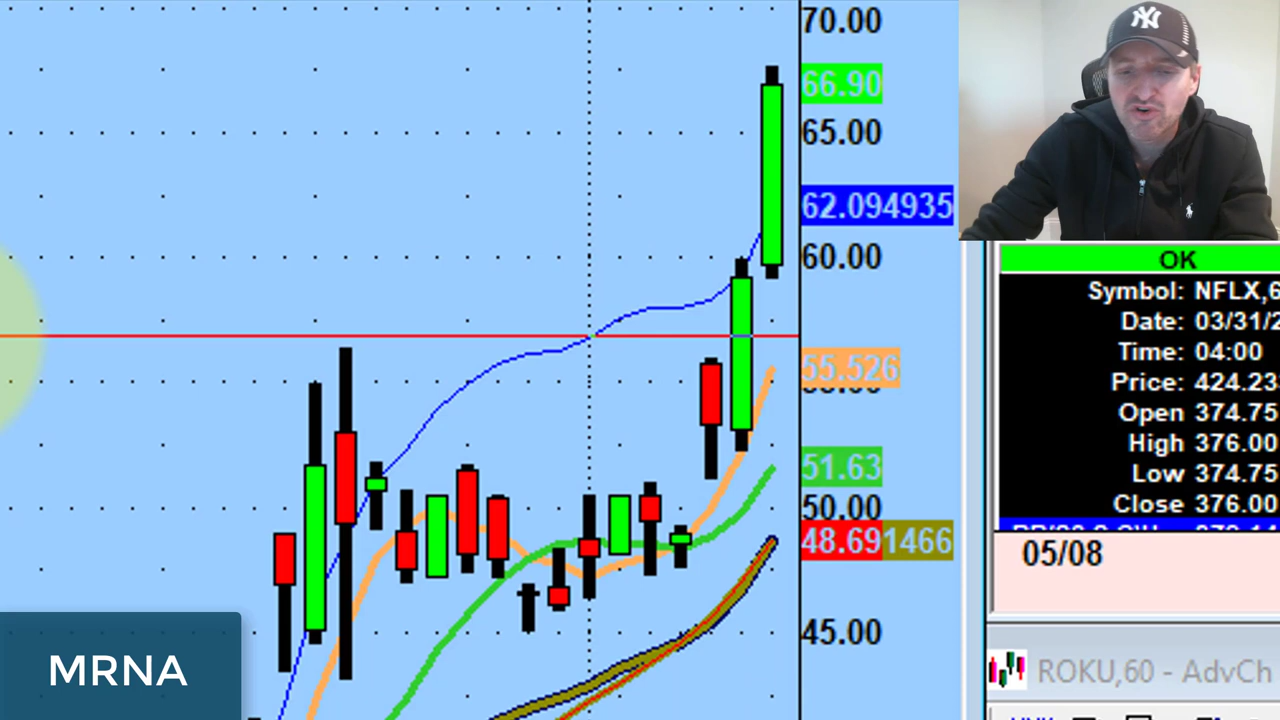 70.00
66.90
65.00
62.094935
60.00
55.526
51.63
50.00
48.691466
45.00
MRNA
OK
Symbol: NFLX,6
Date: 03/31/2
Time: 04:00
Price: 424.23
Open 374.75
High 376.00
Low 374.75
Close 376.00
05/08
ROKU,60 - AdvCh